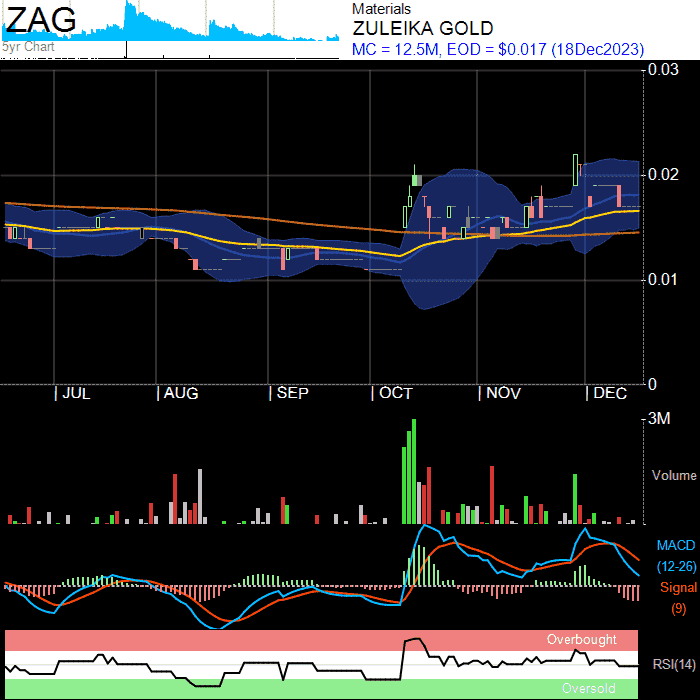 ZAG
5yr Chart
Materials
ZULEIKA GOLD
MC = 12.5M, EOD = $0.017 (18Dec2023)
0.03
0.02
0.01
0
| JUL | AUG | SEP | OCT | NOV | DEC
3M
Volume
MACD
(12-26)
Signal
(9)
Overbought
RSI(14)
Oversold